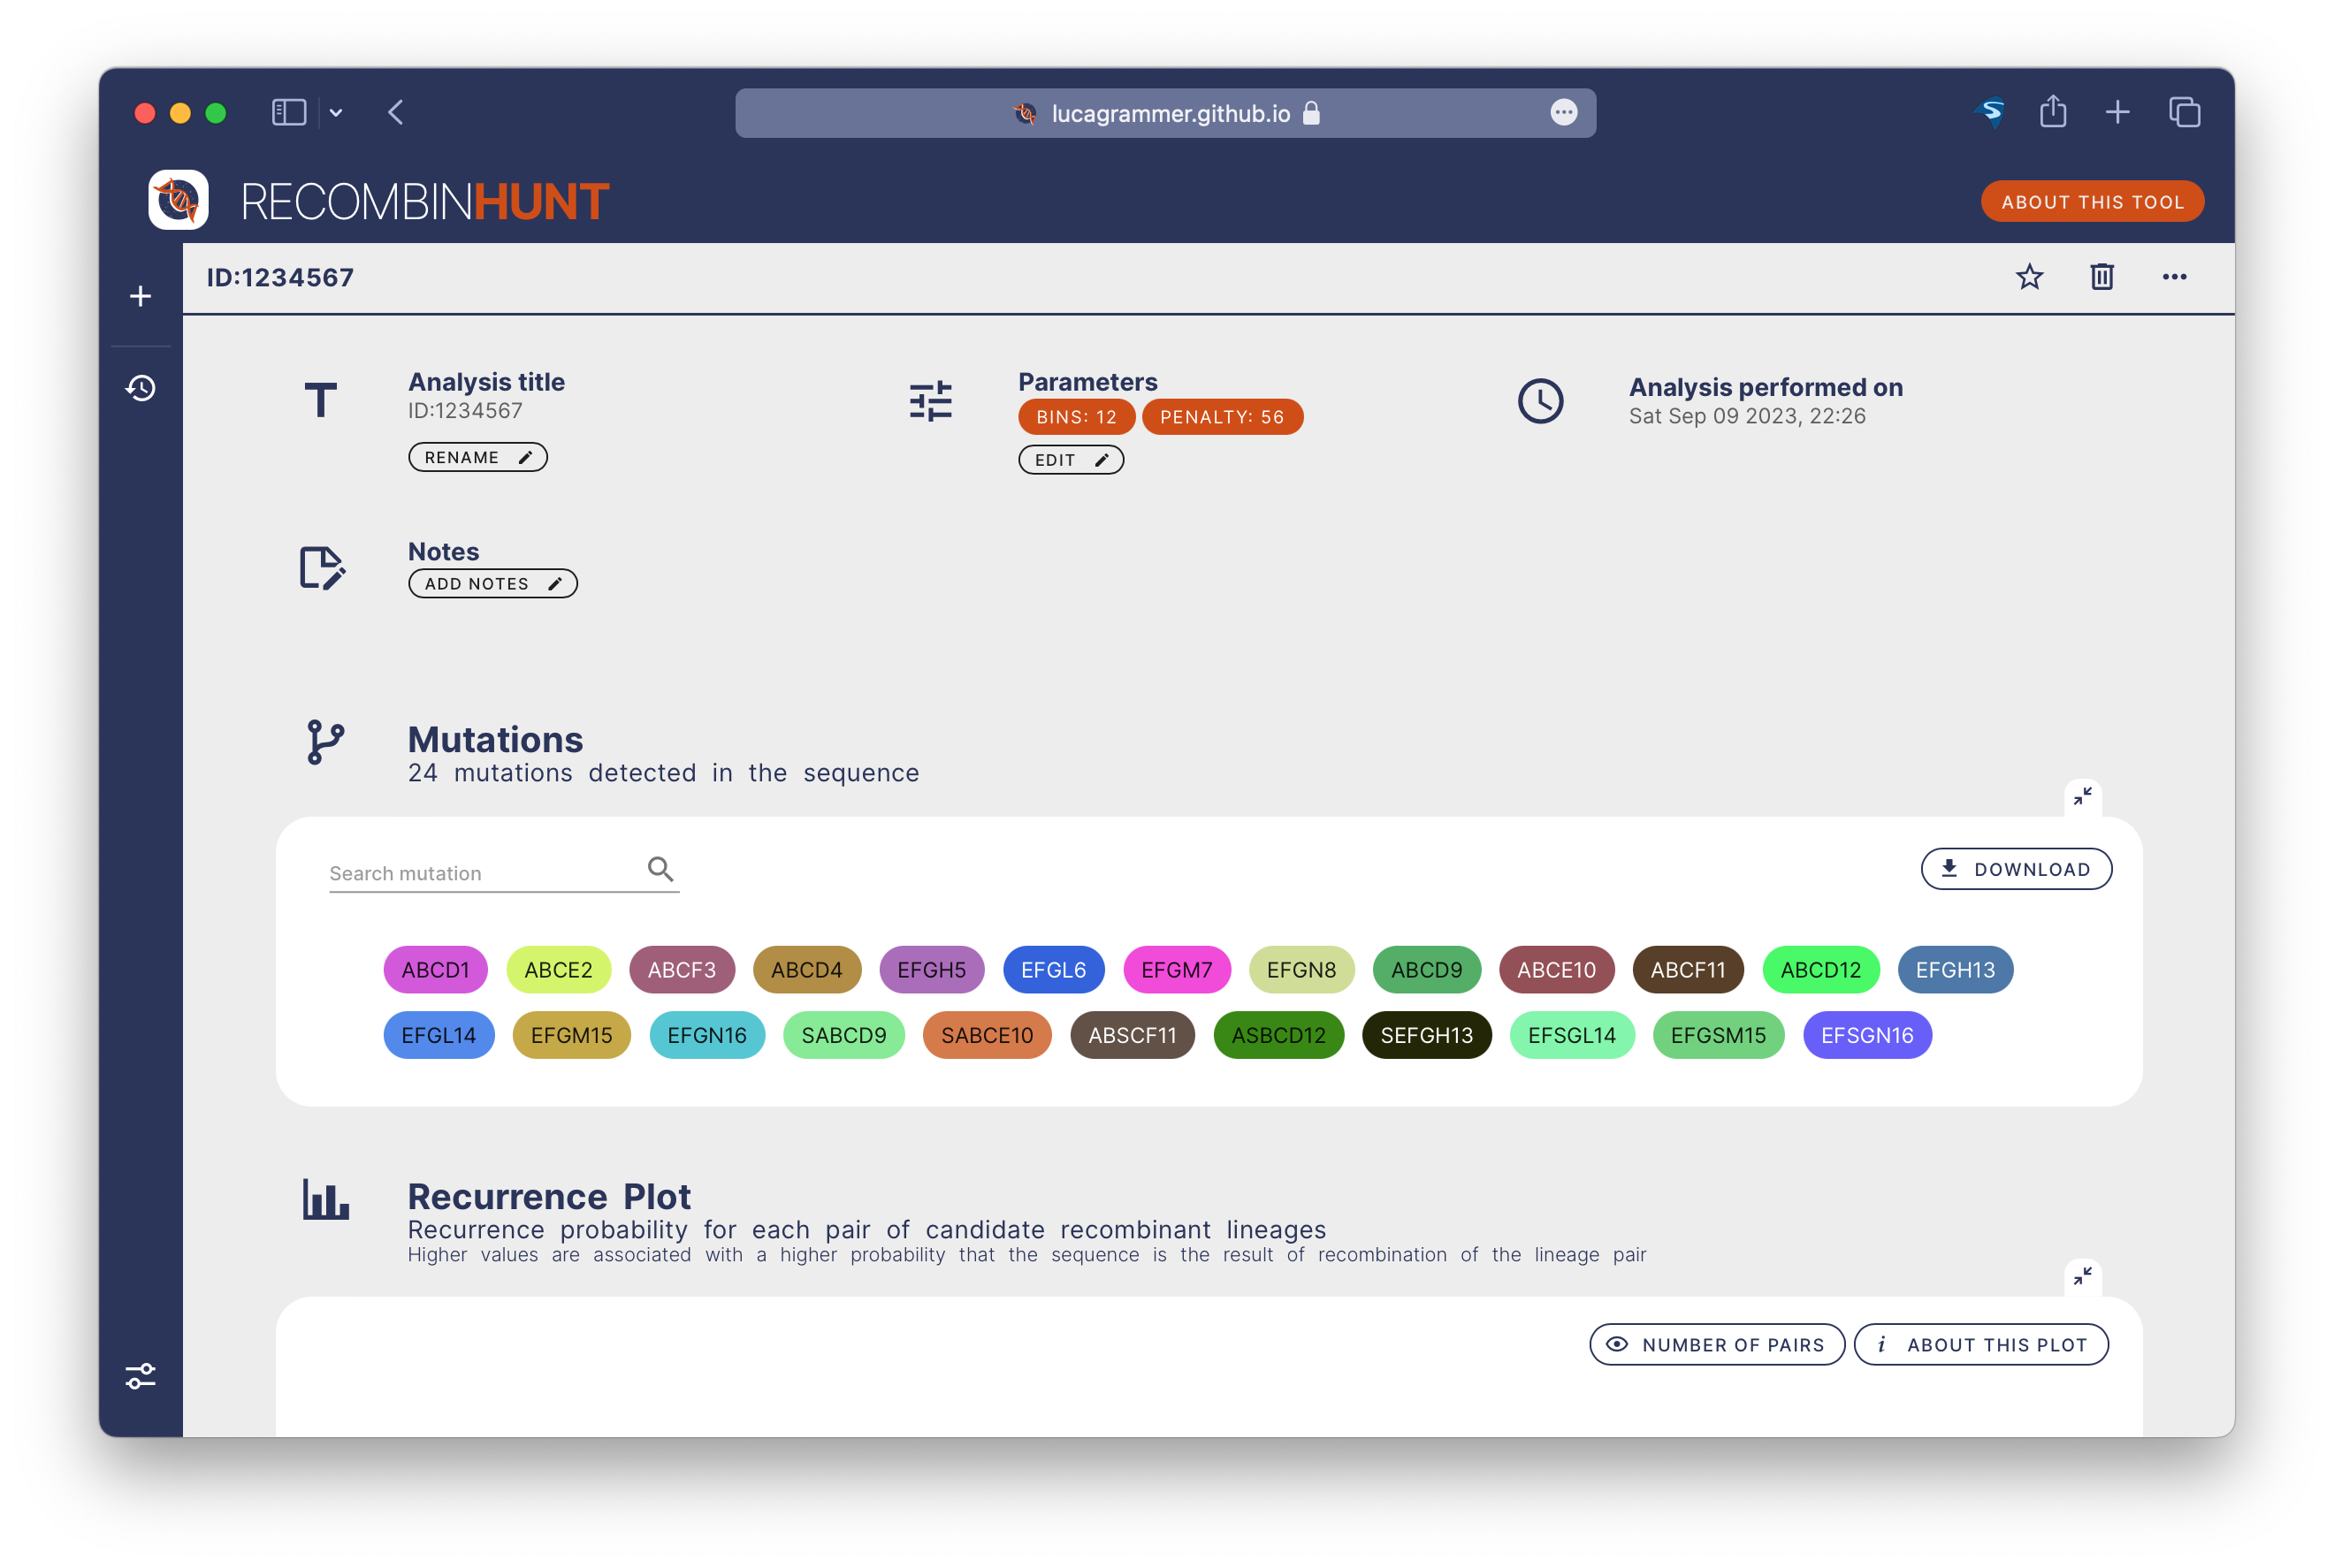 lucagrammer.github.io
RECOMBINHUNT
ABOUT THIS TOOL
ID:1234567
Analysis title
ID:1234567
RENAME
Parameters
BINS: 12 PENALTY: 56
EDIT
Analysis performed on
Sat Sep 09 2023, 22:26
Notes
ADD NOTES
Mutations
24 mutations detected in the sequence
Search mutation
DOWNLOAD
ABCD1 ABCE2 ABCF3 ABCD4 EFGH5 EFGL6 EFGM7 EFGN8 ABCD9 ABCE10 ABCF11 ABCD12 EFGH13
EFGL14 EFGM15 EFGN16 SABCD9 SABCE10 ABSCF11 ASBCD12 SEFGH13 EFSGL14 EFGSM15 EFSGN16
Recurrence Plot
Recurrence probability for each pair of candidate recombinant lineages
Higher values are associated with a higher probability that the sequence is the result of recombination of the lineage pair
NUMBER OF PAIRS
i ABOUT THIS PLOT